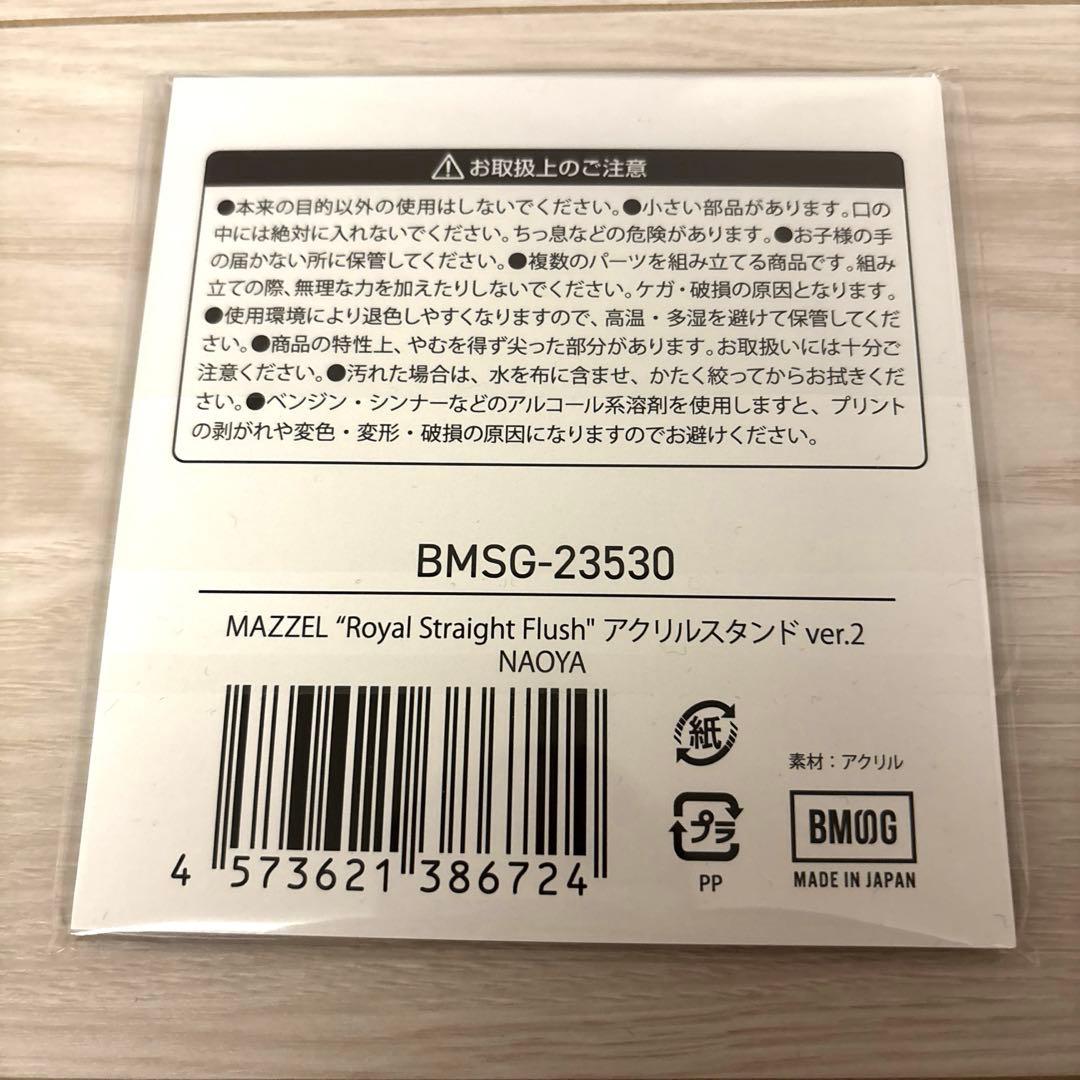 ⚠お取扱上のご注意
●本来の目的以外の使用はしないでください。●小さい部品があります。口の
中には絶対に入れないでください。ちっ息などの危険があります。●お子様の手
の届かない所に保管してください。●複数のパーツを組み立てる商品です。組み
立ての際、無理な力を加えたりしないでください。ケガ・破損の原因となります。
●使用環境により退色しやすくなりますので、高温・多湿を避けて保管してくだ
さい。●商品の特性上、やむを得ず尖った部分があります。お取扱いには十分ご
注意ください。●汚れた場合は、水を布に含ませ、かたく絞ってからお拭きくだ
さい。●ベンジン・シンナーなどのアルコール系溶剤を使用しますと、プリント
の剥がれや変色・変形・破損の原因になりますのでお避けください。
BMSG-23530
MAZZEL “Royal Straight Flush" アクリルスタンド ver.2
NAOYA
4 573621 386724
紙
プラ
PP
素材：アクリル
BMSG
MADE IN JAPAN